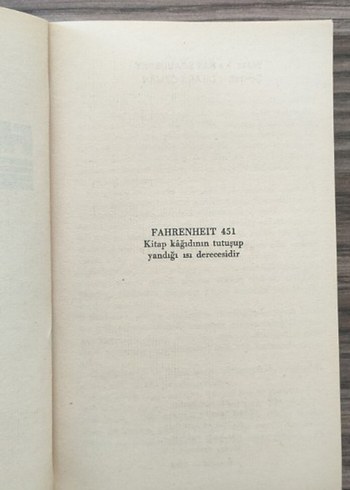 FAHRENHEIT 451
Kitap kâğıdının tutuşup
yandığı ısı derecesidir